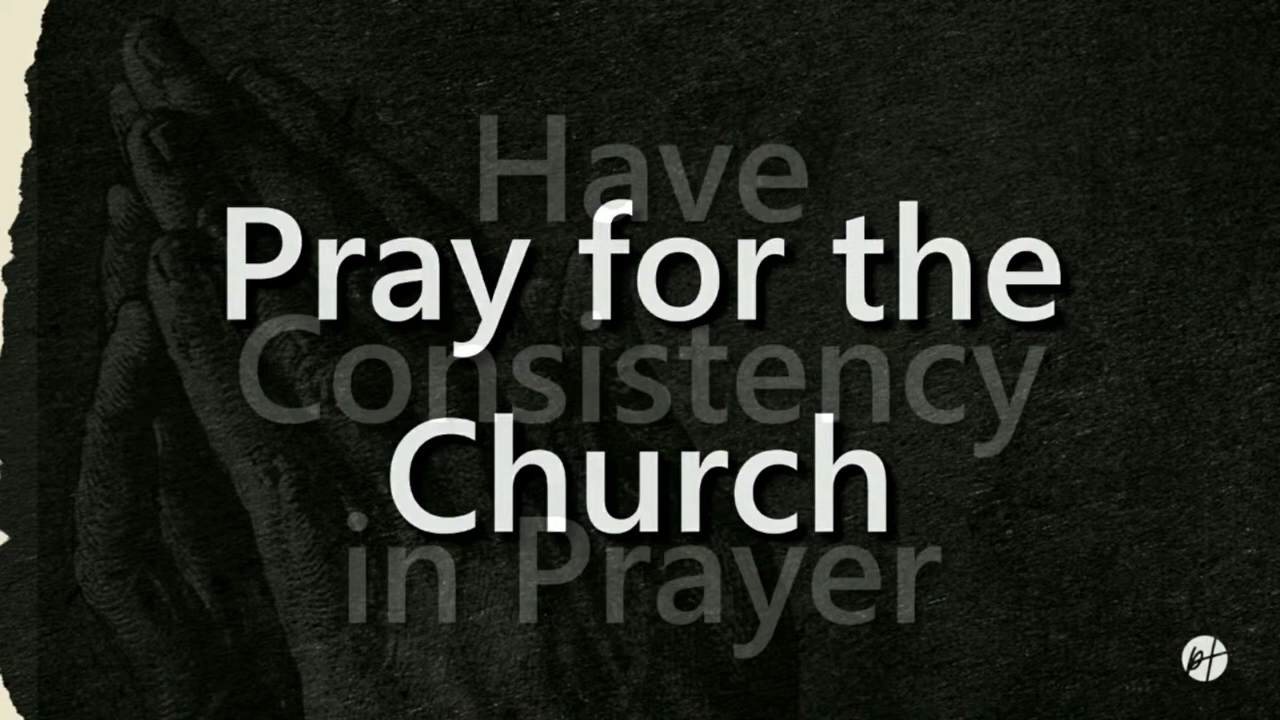 Have
Pray for the
Consistency
Church
in Prayer